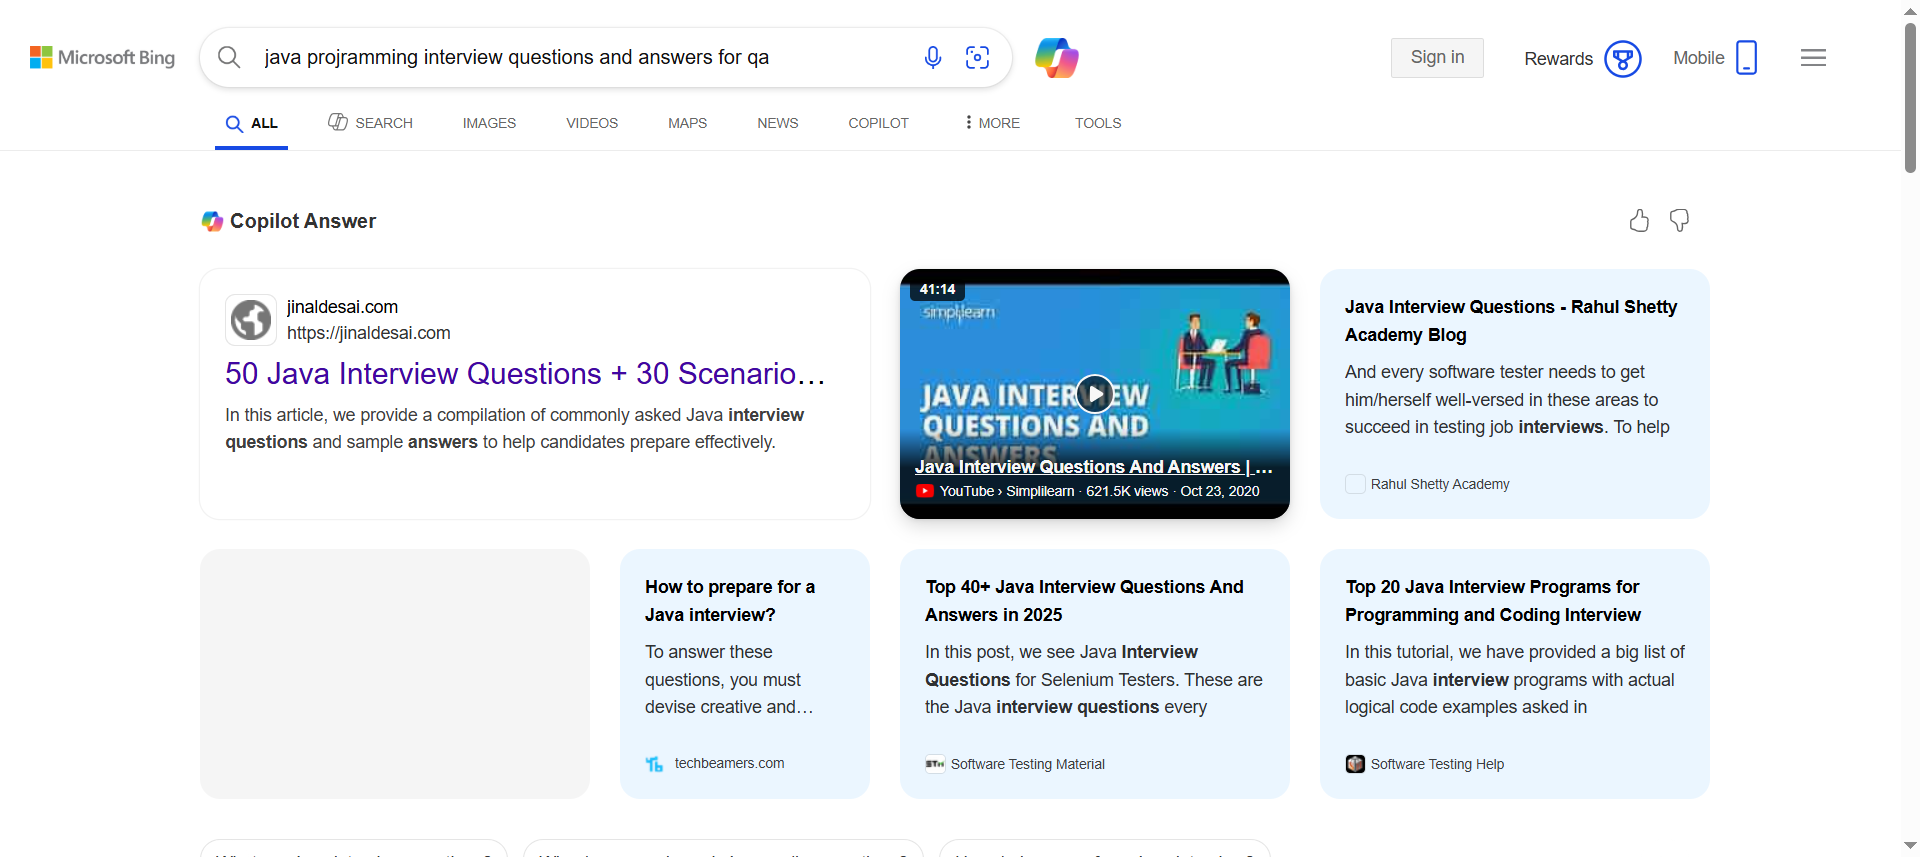 Microsoft Bing
java projramming interview questions and answers for qa
Sign in
Rewards
Mobile
ALL
SEARCH
IMAGES
VIDEOS
MAPS
NEWS
COPILOT
MORE
TOOLS
Copilot Answer
jinaldesai.com
https://jinaldesai.com
50 Java Interview Questions + 30 Scenario...
In this article, we provide a compilation of commonly asked Java interview
questions and sample answers to help candidates prepare effectively.
41:14
simplilearn
JAVA INTERVIEW
QUESTIONS AND
ANSWERS
Java Interview Questions And Answers | ...
YouTube › Simplilearn · 621.5K views · Oct 23, 2020
Java Interview Questions - Rahul Shetty
Academy Blog
And every software tester needs to get
him/herself well-versed in these areas to
succeed in testing job interviews. To help
Rahul Shetty Academy
How to prepare for a
Java interview?
To answer these
questions, you must
devise creative and...
techbeamers.com
Top 40+ Java Interview Questions And
Answers in 2025
In this post, we see Java Interview
Questions for Selenium Testers. These are
the Java interview questions every
STM Software Testing Material
Top 20 Java Interview Programs for
Programming and Coding Interview
In this tutorial, we have provided a big list of
basic Java interview programs with actual
logical code examples asked in
Software Testing Help